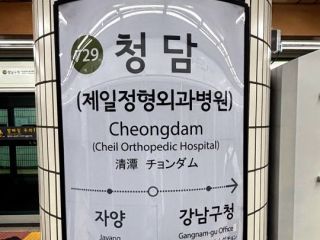 729
청담
(제일정형외과병원)
Cheongdam
(Cheil Orthopedic Hospital)
清潭 チョンダム
자양 강남구청
Jayang Gangnam-gu Office